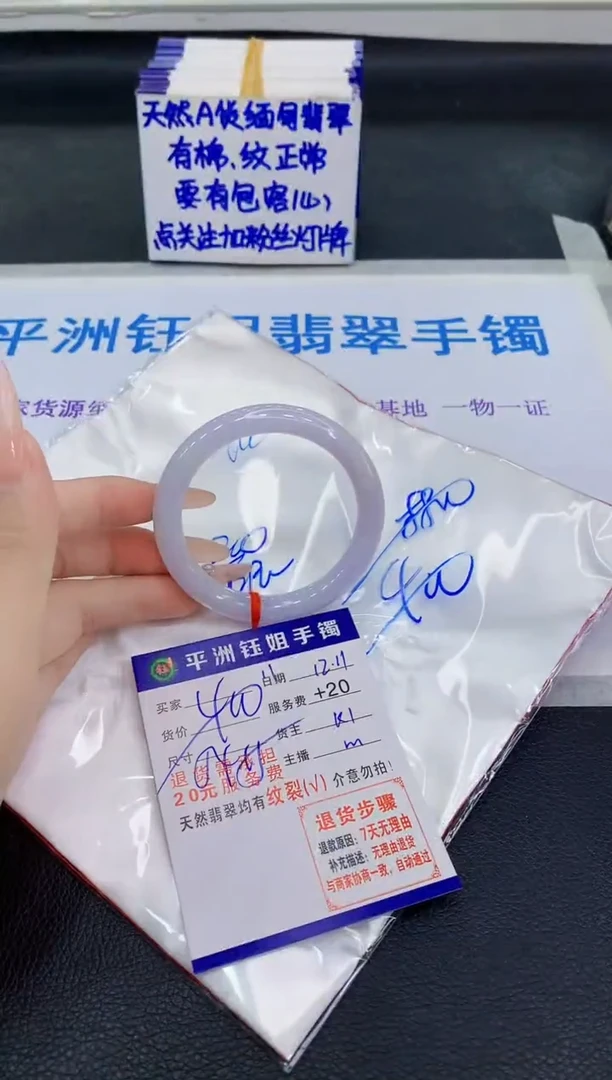 天然A货缅甸翡翠
有棉、纹正常
要有包容心
点关注加粉丝灯牌
平洲钰姐翡翠手镯
家货源
基地 一物一证
400
平洲钰姐手镯
买家
日期 12.11
货价 400
服务费 +20
尺寸
货主 K1
主播 m
退货需承担
20元服务费
天然翡翠均有纹裂(√)介意勿拍!
退货步骤
退款原因:7天无理由
补充描述:无理由退货
与商家协商一致,自动通过